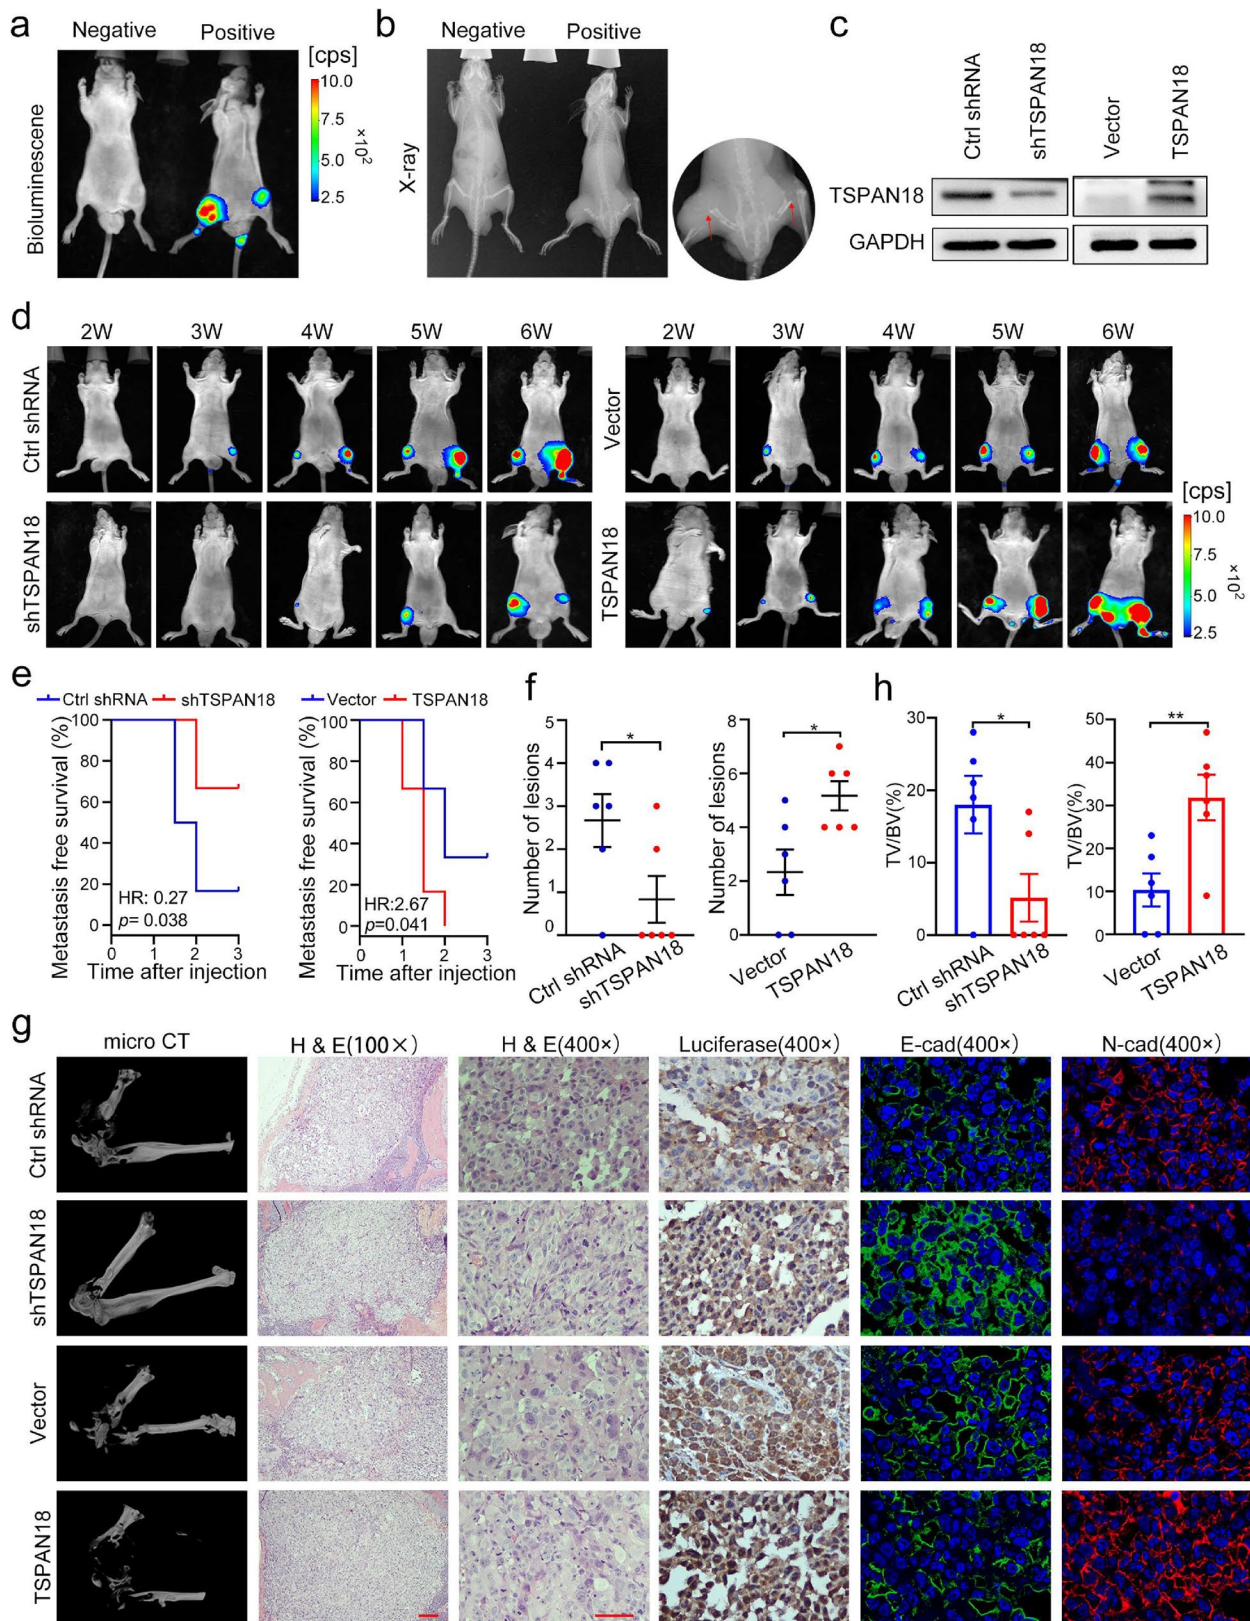 a
Negative Positive
[cps]
10.0
7.5
5.0
2.5
×10²
Bioluminescene
b
Negative Positive
X-ray
c
Ctrl shRNA
shTSPAN18
Vector
TSPAN18
TSPAN18
GAPDH
d
2W 3W 4W 5W 6W
2W 3W 4W 5W 6W
Ctrl shRNA
Vector
shTSPAN18
TSPAN18
[cps]
10.0
7.5
5.0
2.5
×10²
e
Ctrl shRNA shTSPAN18
Metastasis free survival (%)
100
80
60
40
20
0
HR: 0.27
p= 0.038
0 1 2 3
Time after injection
Vector TSPAN18
Metastasis free survival (%)
100
80
60
40
20
0
HR:2.67
p=0.041
0 1 2 3
Time after injection
f
Number of lesions
5
4
3
2
1
0
*
Ctrl shRNA
shTSPAN18
Number of lesions
8
6
4
2
0
*
Vector
TSPAN18
h
TV/BV(%)
30
20
10
0
*
Ctrl shRNA
shTSPAN18
TV/BV(%)
50
40
30
20
10
0
**
Vector
TSPAN18
g
micro CT H & E(100×) H & E(400×) Luciferase(400×) E-cad(400×) N-cad(400×)
Ctrl shRNA
shTSPAN18
Vector
TSPAN18